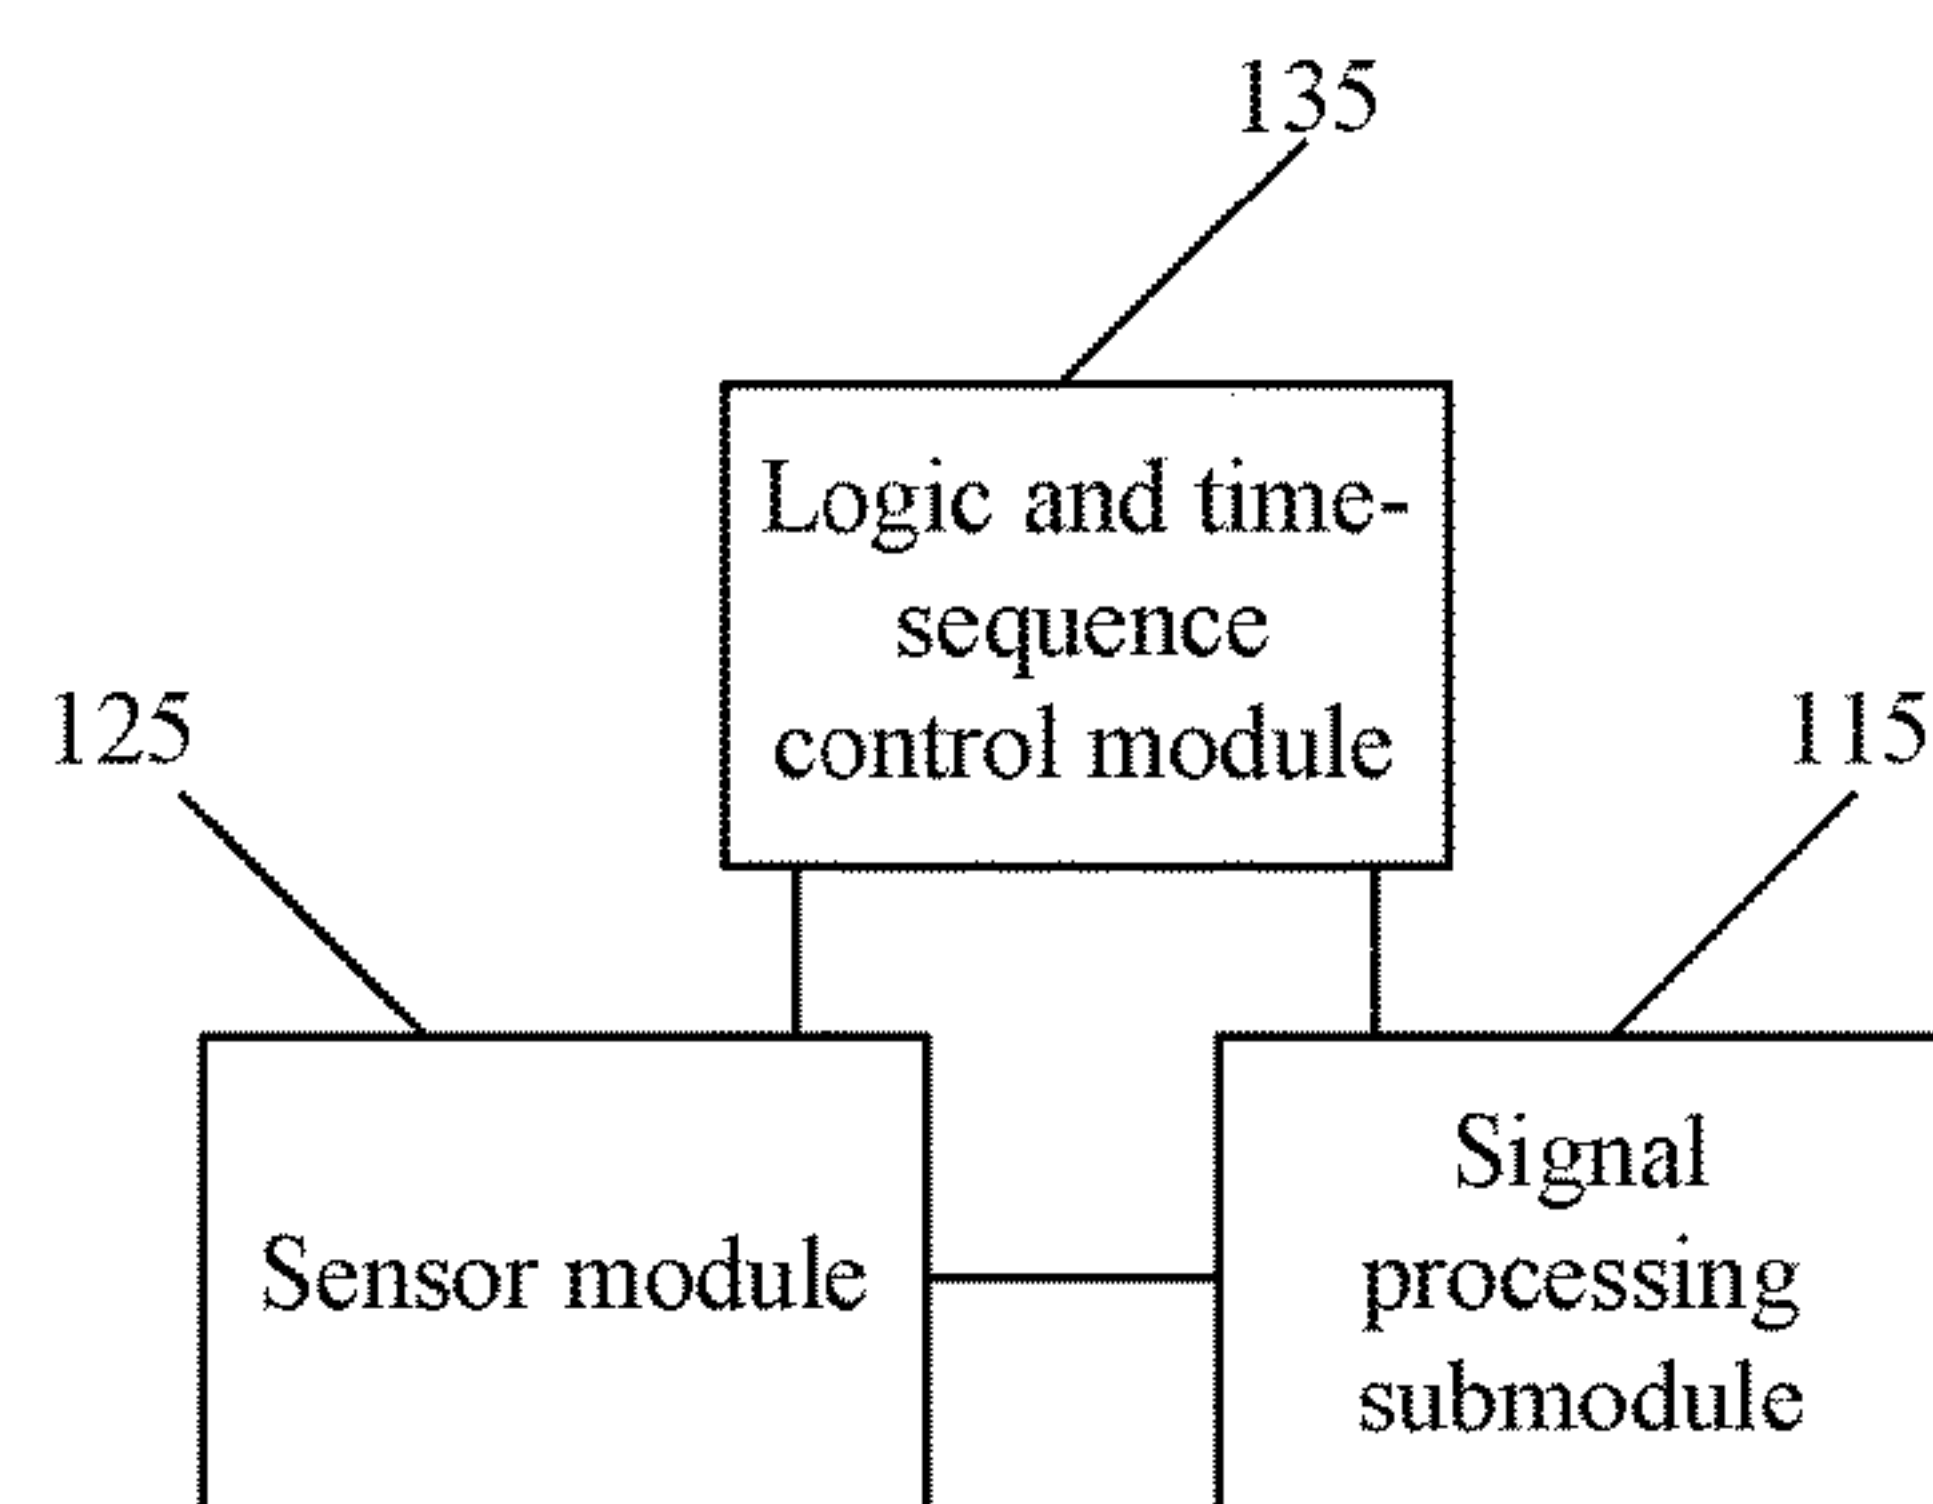 135
Logic and time-
sequence
control module
125
115
Sensor module
Signal
processing
submodule